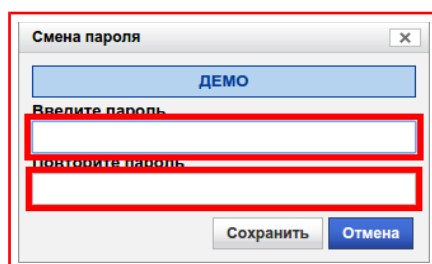 Смена пароля
ДЕМО
Введите пароль
Повторите пароль
Сохранить Отмена